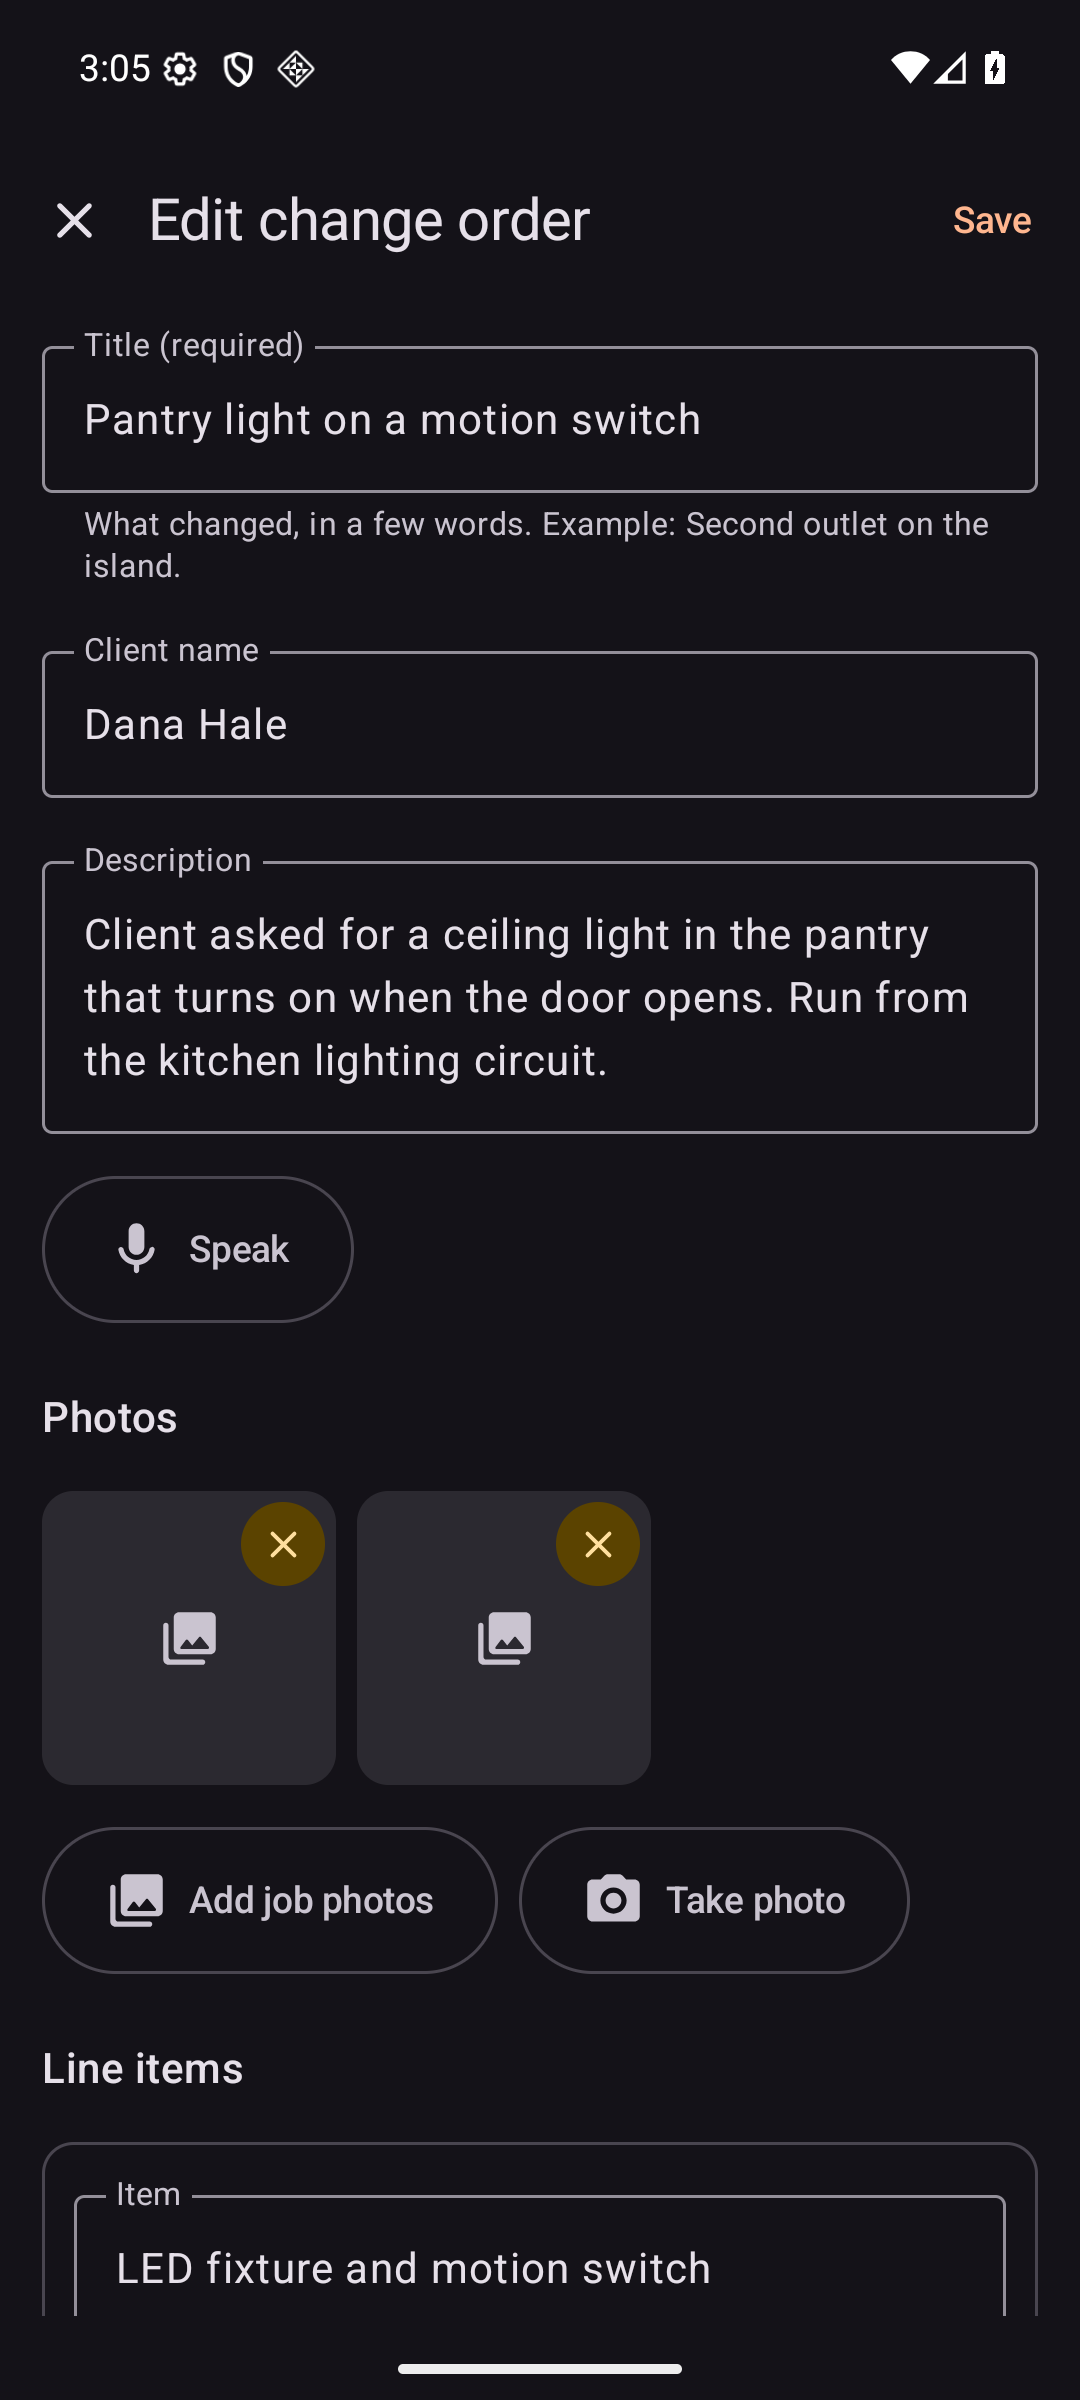 3:05
Edit change order
Save
Title (required)
Pantry light on a motion switch
What changed, in a few words. Example: Second outlet on the
island.
Client name
Dana Hale
Description
Client asked for a ceiling light in the pantry
that turns on when the door opens. Run from
the kitchen lighting circuit.
Speak
Photos
Add job photos
Take photo
Line items
Item
LED fixture and motion switch